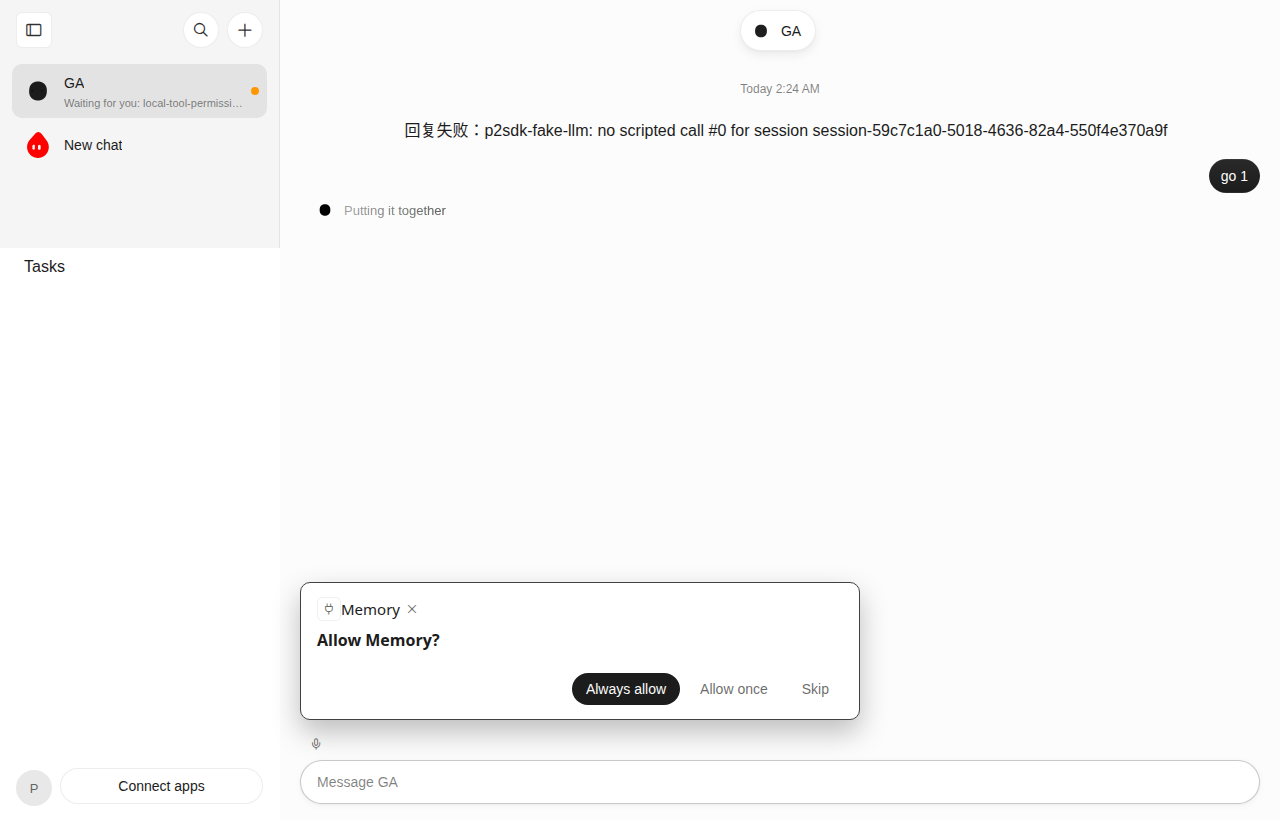 GA
Waiting for you: local-tool-permissi…
New chat
Tasks
P
Connect apps
GA
Today 2:24 AM
回复失败：p2sdk-fake-llm: no scripted call #0 for session session-59c7c1a0-5018-4636-82a4-550f4e370a9f
go 1
Putting it together
Memory
Allow Memory?
Always allow
Allow once
Skip
Message GA